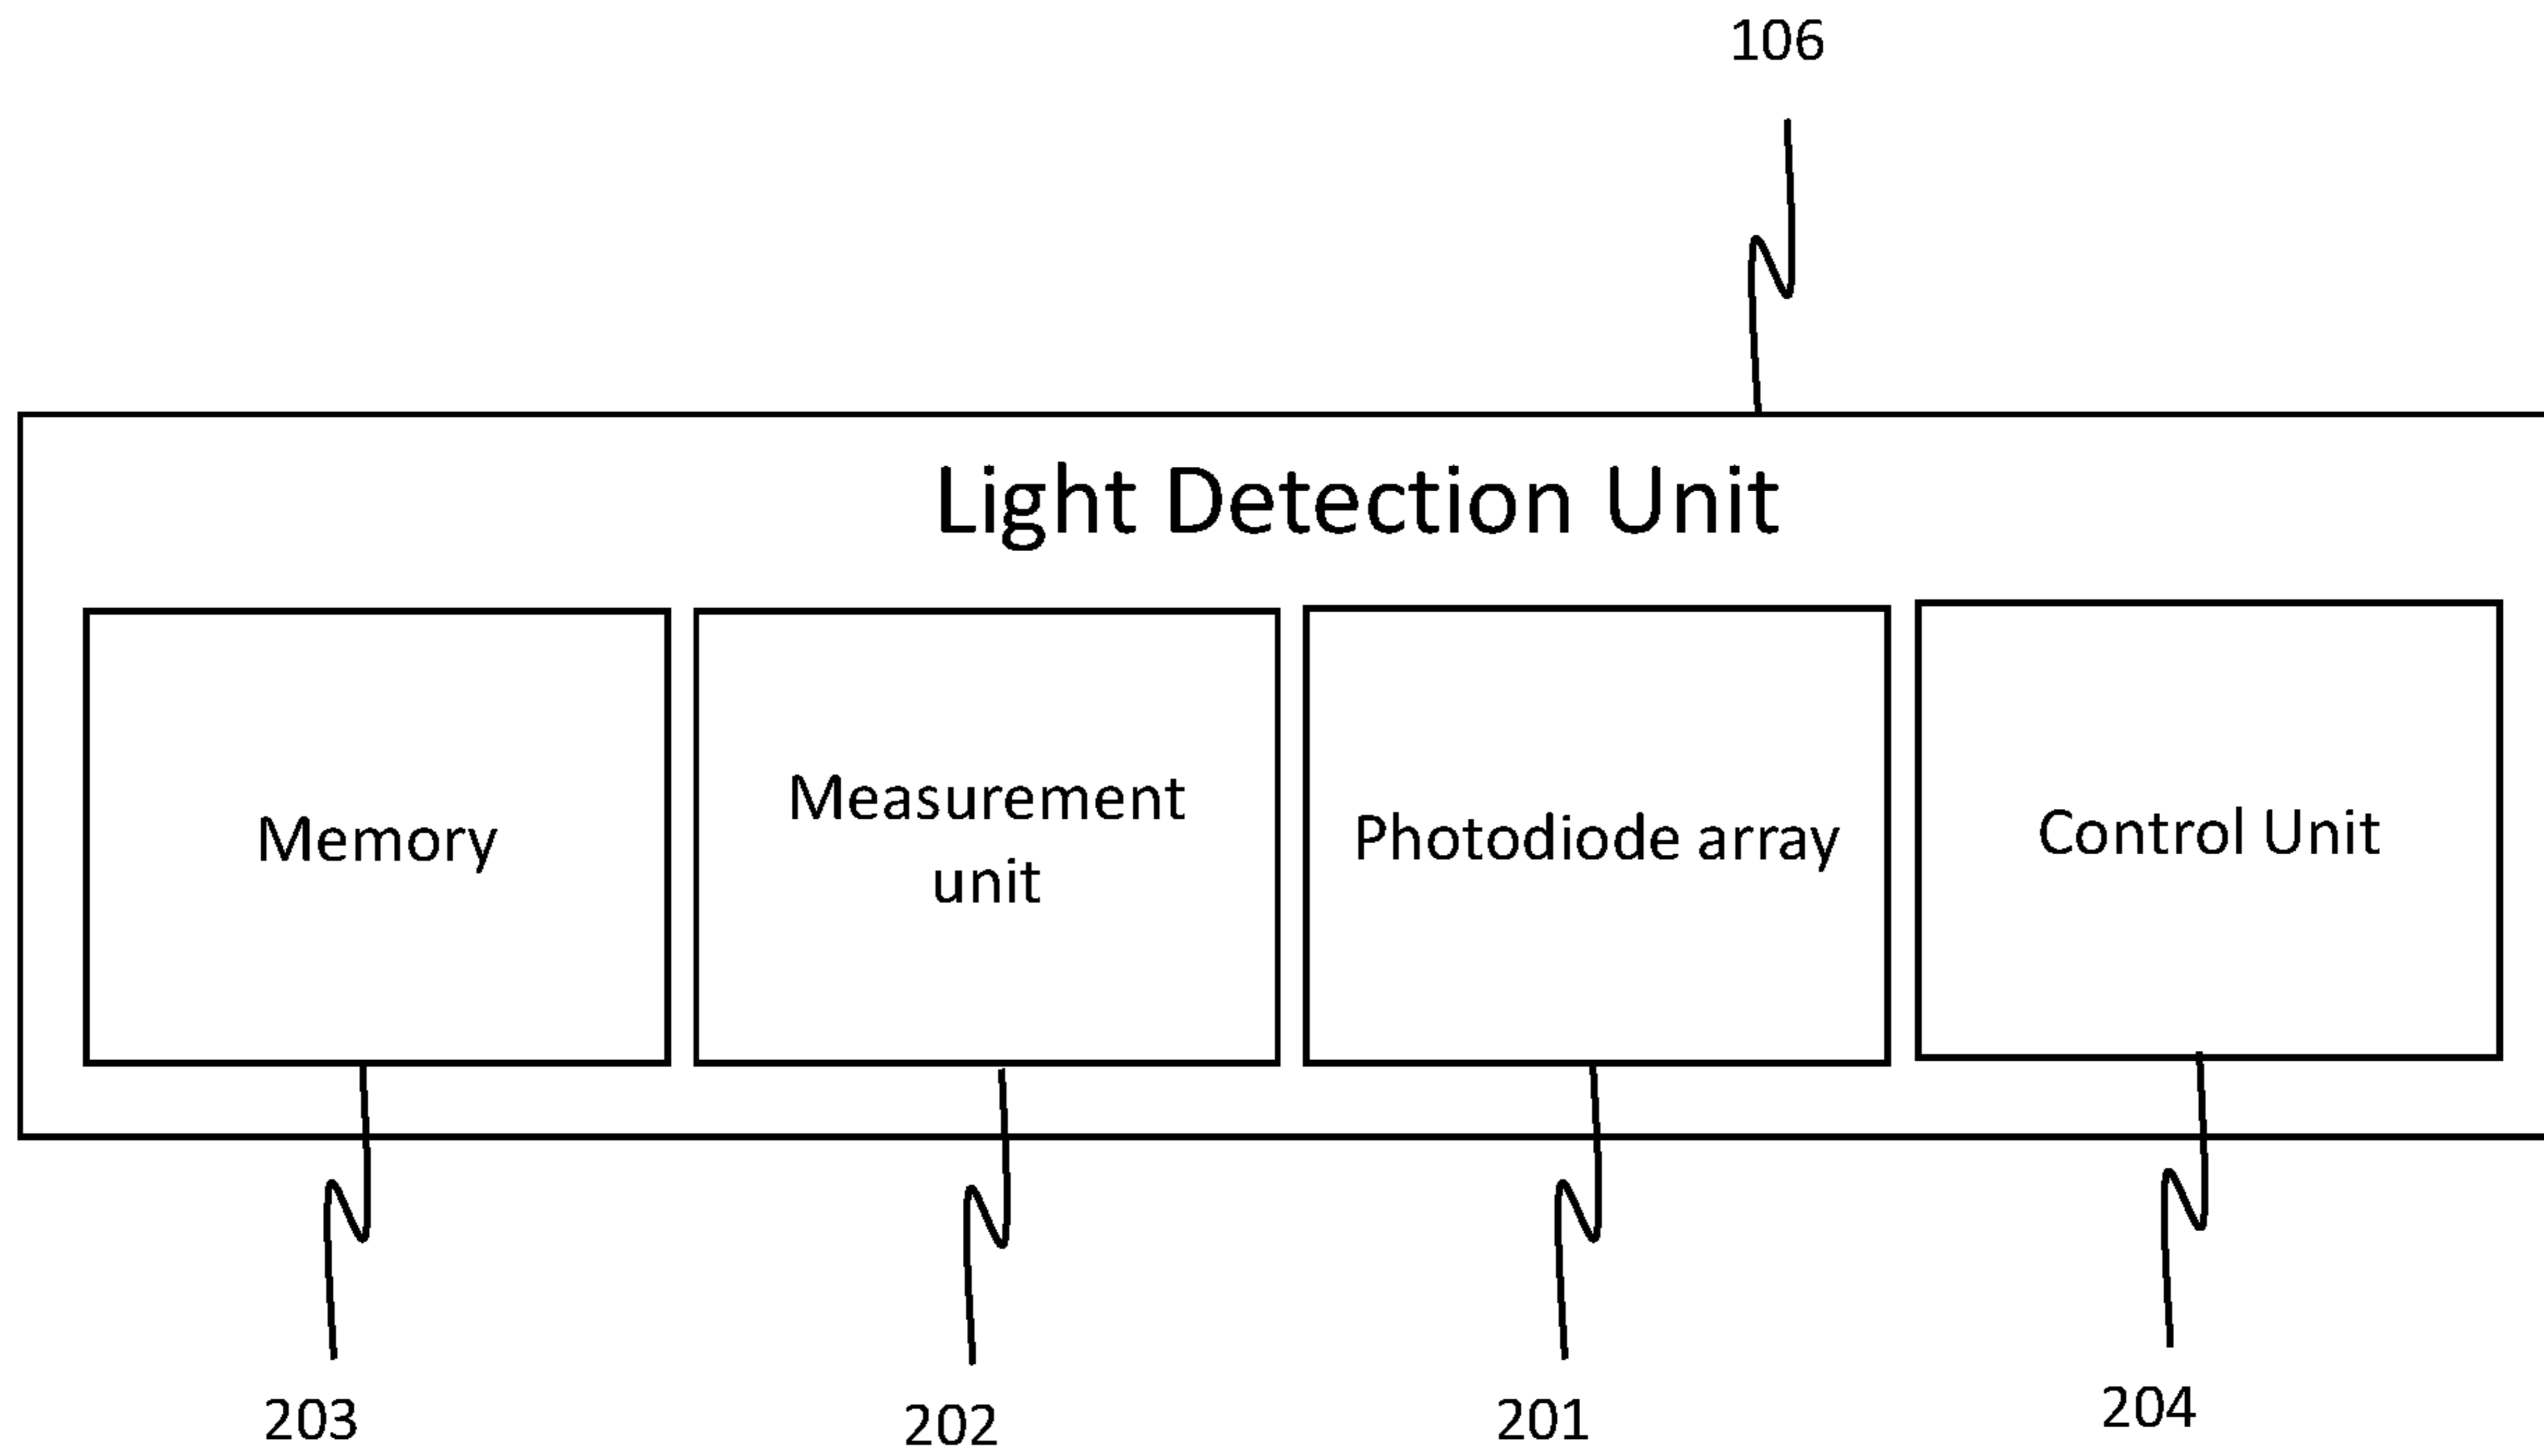 106
Light Detection Unit
Memory
Measurement
unit
Photodiode array
Control Unit
203
202
201
204